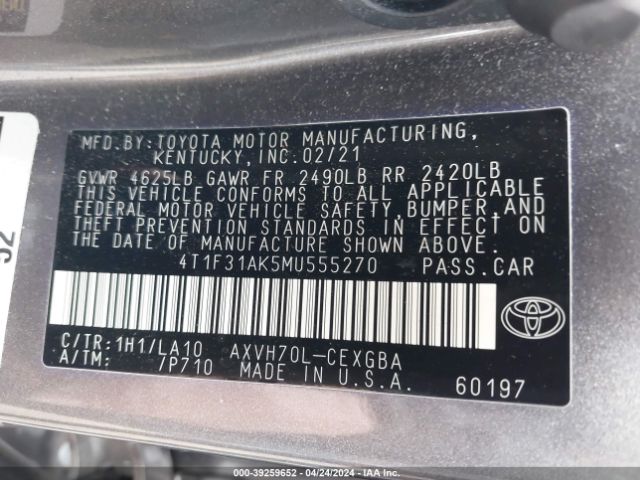 MFD. BY: TOYOTA MOTOR MANUFACTURING,
KENTUCKY, INC. 02/21
GVWR 4625LB GAWR FR 2490LB RR 2420LB
THIS VEHICLE CONFORMS TO ALL APPLICABLE
FEDERAL MOTOR VEHICLE SAFETY, BUMPER, AND
THEFT PREVENTION STANDARDS IN EFFECT ON
THE DATE OF MANUFACTURE SHOWN ABOVE.
4T1F31AK5MU555270 PASS. CAR
C/TR: 1H1/LA10 AXVH70L-CEXGBA
A/TM: /P710 MADE IN U.S.A.
60197
TOYOTA
000-39259652 / 04/24/2024 / IAA Inc.